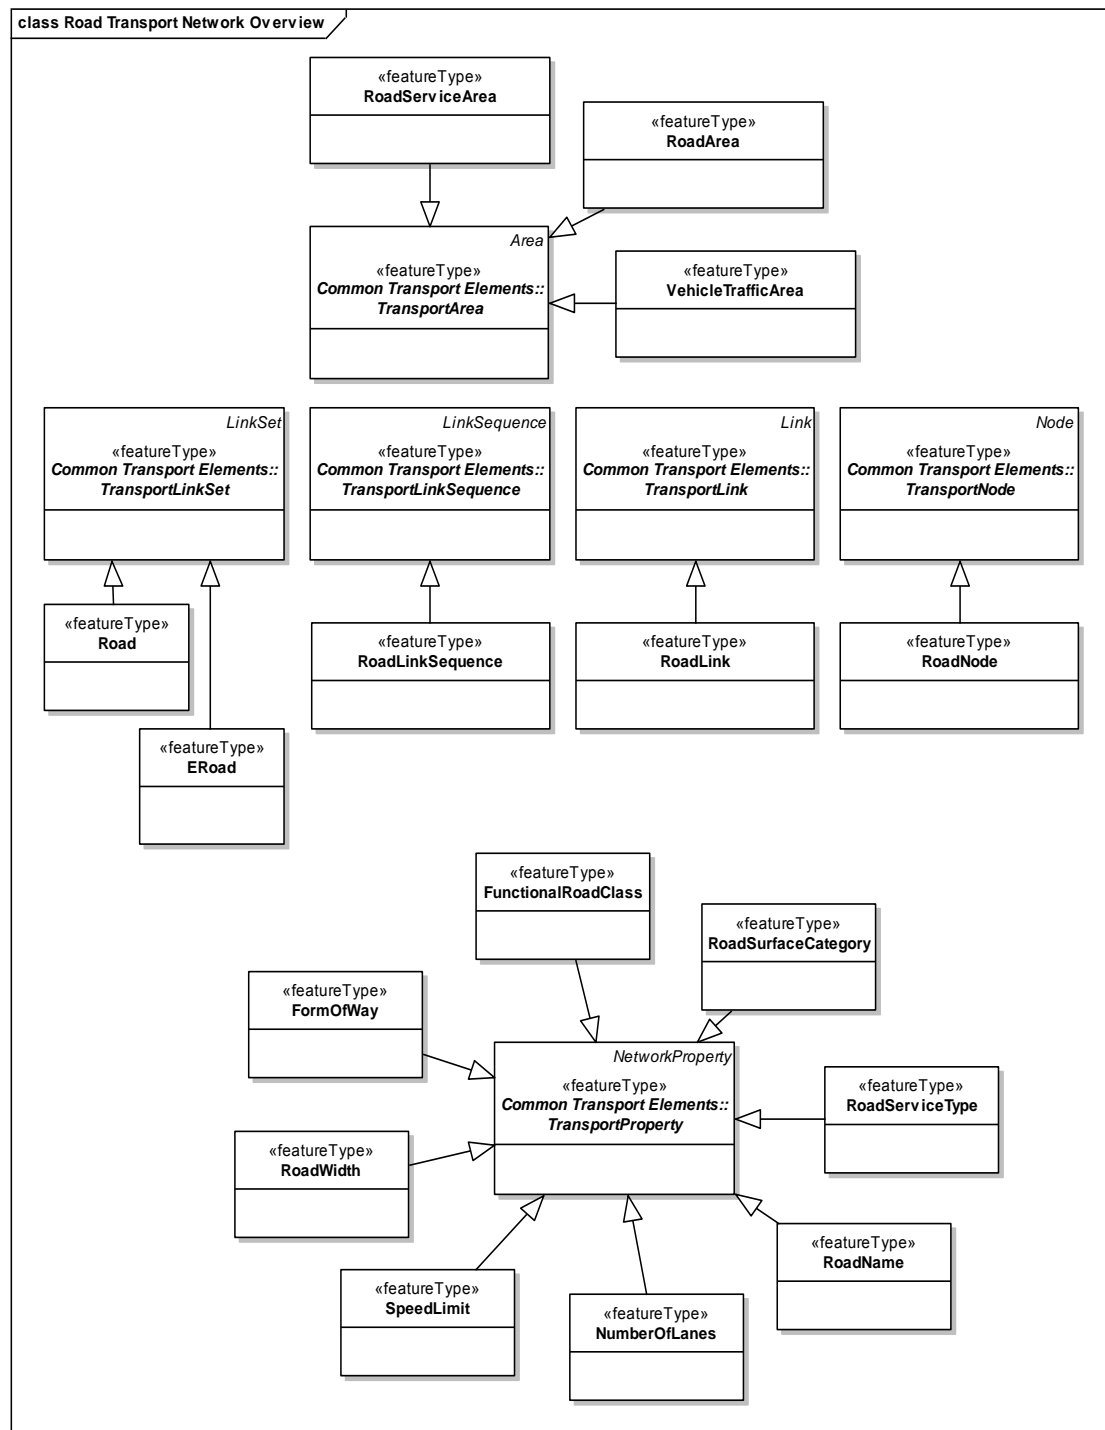 class Road Transport Network Overview
«featureType»
RoadServiceArea
«featureType»
RoadArea
Area
«featureType»
Common Transport Elements::
TransportArea
«featureType»
VehicleTrafficArea
LinkSet
«featureType»
Common Transport Elements::
TransportLinkSet
LinkSequence
«featureType»
Common Transport Elements::
TransportLinkSequence
Link
«featureType»
Common Transport Elements::
TransportLink
Node
«featureType»
Common Transport Elements::
TransportNode
«featureType»
Road
«featureType»
RoadLinkSequence
«featureType»
RoadLink
«featureType»
RoadNode
«featureType»
ERoad
«featureType»
FunctionalRoadClass
«featureType»
RoadSurfaceCategory
«featureType»
FormOfWay
NetworkProperty
«featureType»
Common Transport Elements::
TransportProperty
«featureType»
RoadServiceType
«featureType»
RoadWidth
«featureType»
RoadName
«featureType»
SpeedLimit
«featureType»
NumberOfLanes